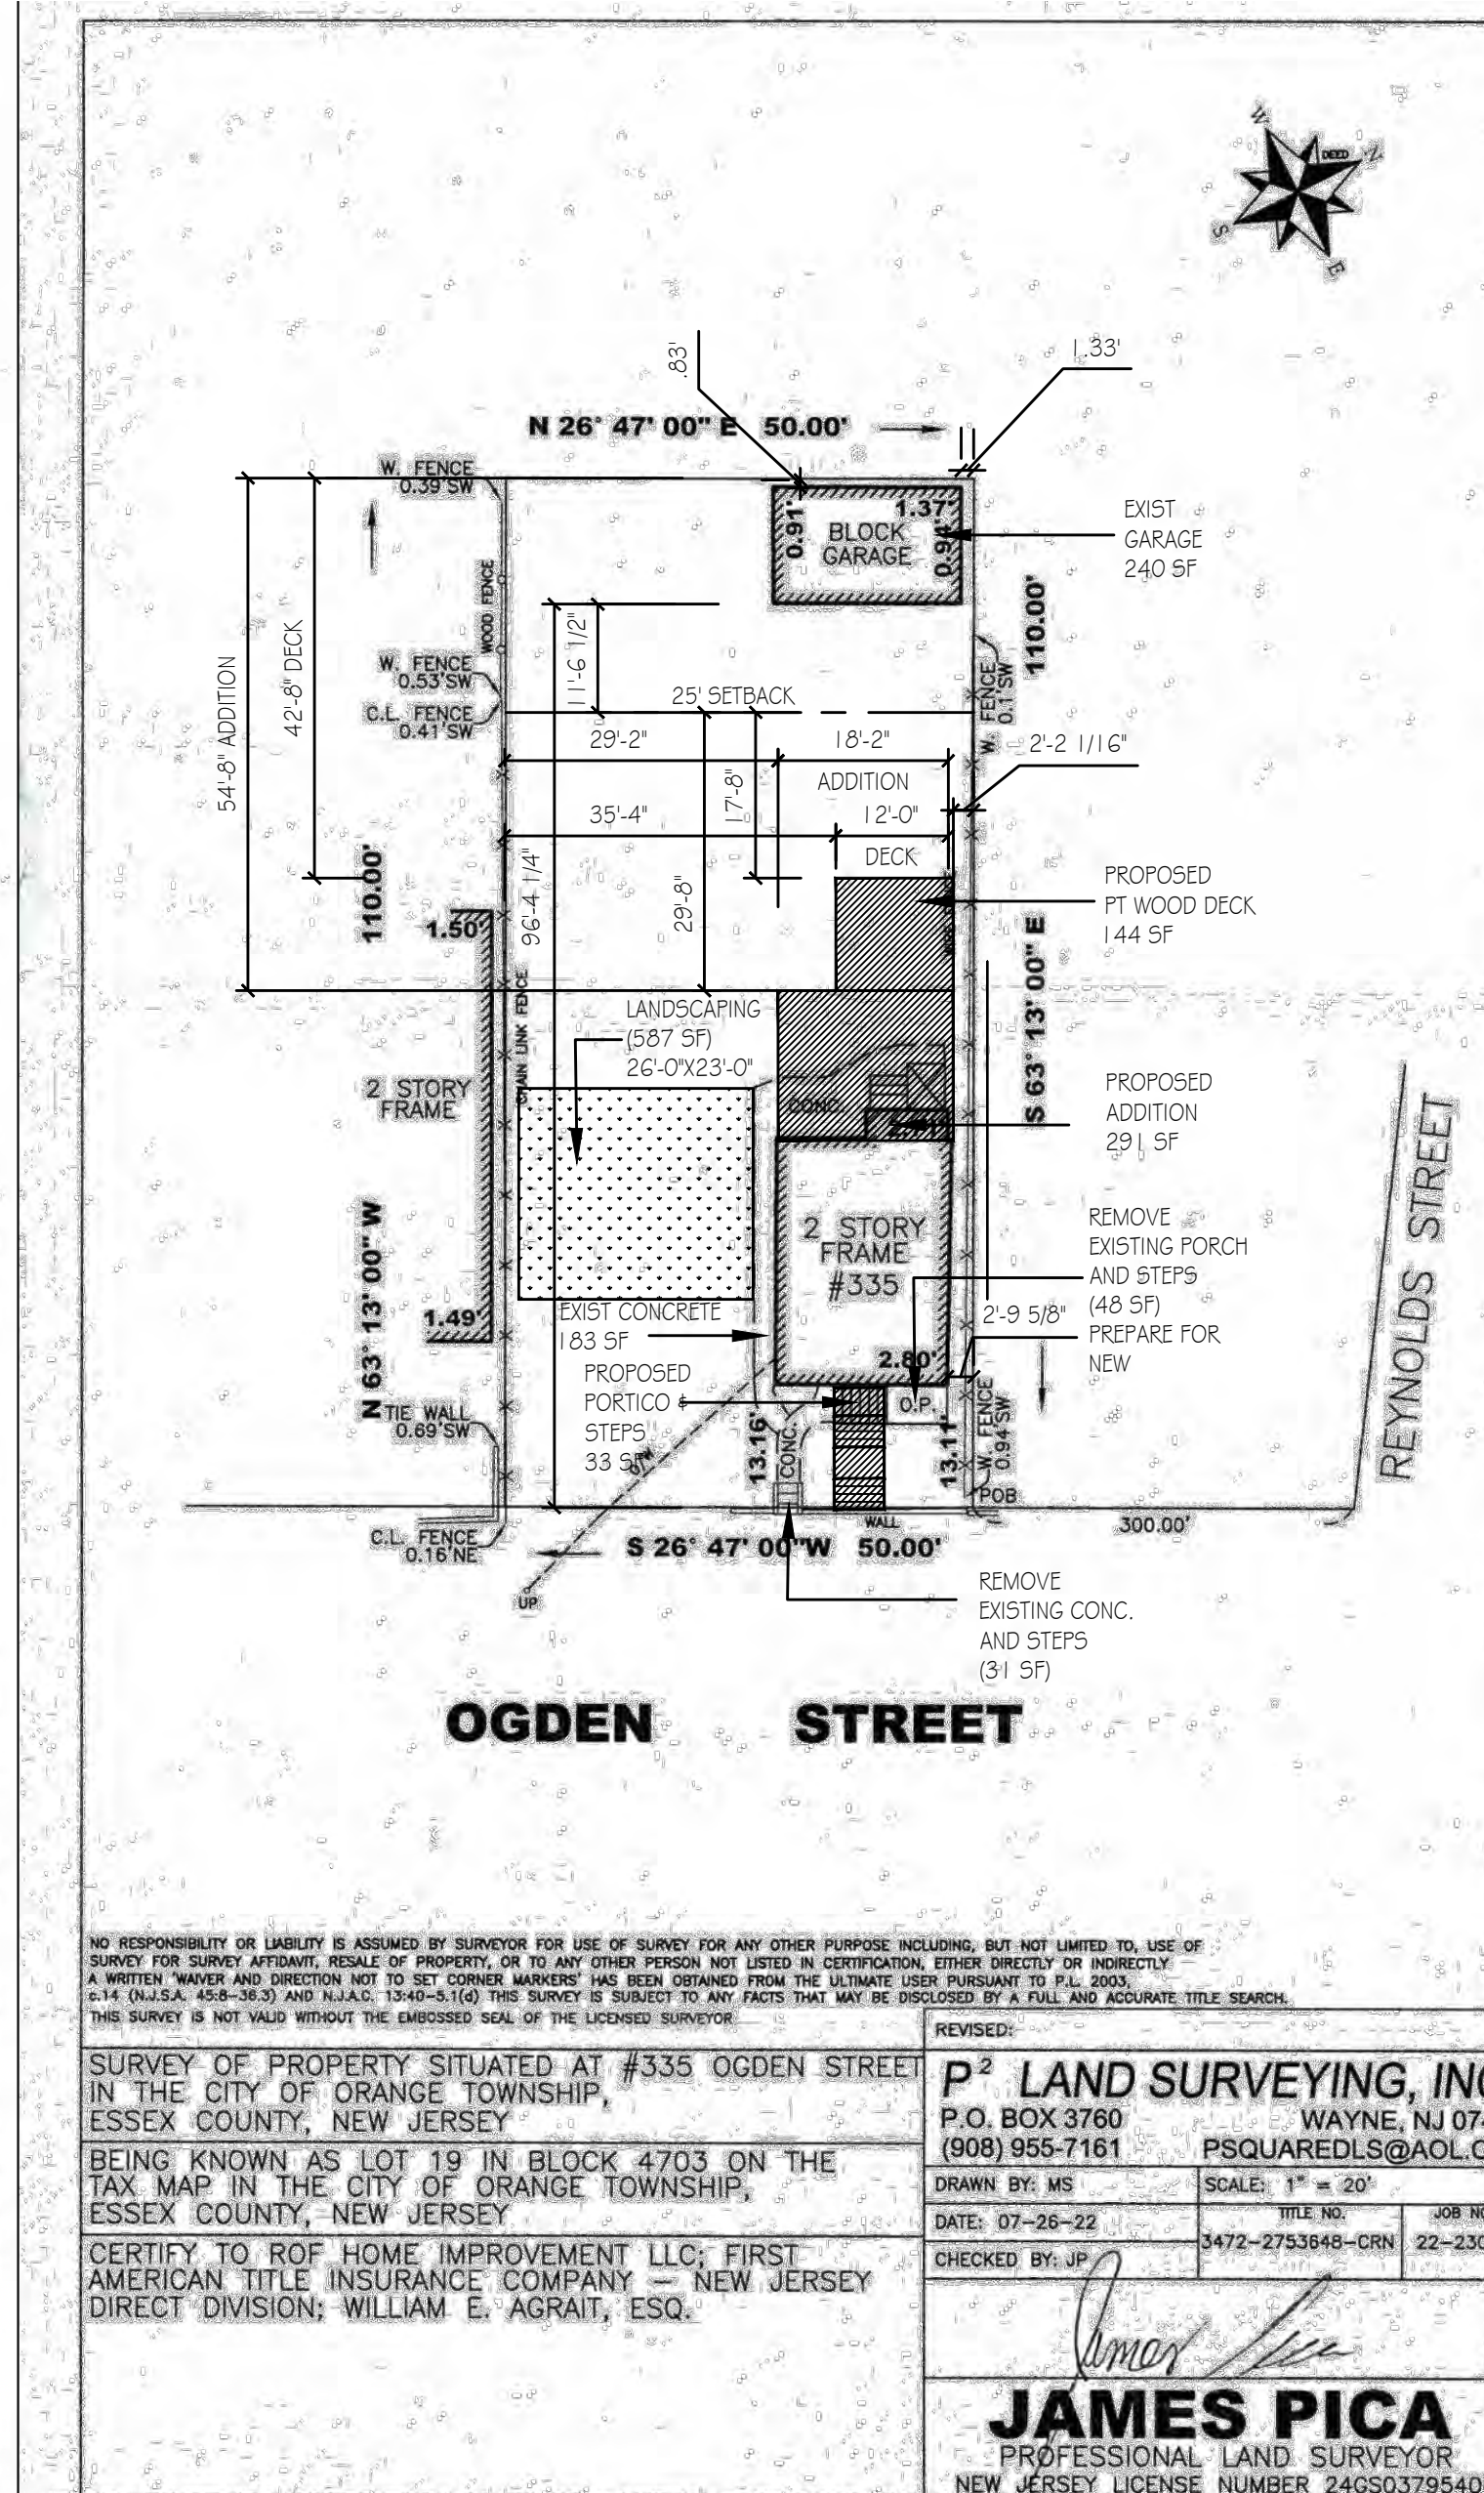 W
DEED
N
S
E
.83'
1.33'
N 26° 47' 00" E 50.00'
W. FENCE
0.39'SW
0.91'
1.37'
BLOCK
GARAGE
0.94'
EXIST
GARAGE
240 SF
WOOD FENCE
110.00'
54'-8" ADDITION
42'-8" DECK
11'-6 1/2"
W. FENCE
0.53'SW
C.L. FENCE
0.41'SW
W. FENCE
0.1'SW
25' SETBACK
29'-2"
18'-2"
2'-2 1/16"
ADDITION
17'-8"
35'-4"
12'-0"
DECK
110.00'
96'-4 1/4"
29'-8"
PROPOSED
PT WOOD DECK
144 SF
1.50'
S 63° 13' 00" E
LANDSCAPING
(587 SF)
26'-0"X23'-0"
CHAIN LINK FENCE
2 STORY
FRAME
CONC.
PROPOSED
ADDITION
291 SF
REYNOLDS STREET
N 63° 13' 00" W
2 STORY
FRAME
#335
REMOVE
EXISTING PORCH
AND STEPS
(48 SF)
PREPARE FOR
NEW
1.49'
EXIST CONCRETE
183 SF
2'-9 5/8"
2.80'
PROPOSED
PORTICO &
STEPS
33 SF
O.P.
TIE WALL
0.69'SW
13.16'
CONC.
13.11'
W. FENCE
0.94'SW
POB
WALL
300.00'
C.L. FENCE
0.16'NE
S 26° 47' 00"W 50.00'
UP
REMOVE
EXISTING CONC.
AND STEPS
(31 SF)
OGDEN STREET
NO RESPONSIBILITY OR LIABILITY IS ASSUMED BY SURVEYOR FOR USE OF SURVEY FOR ANY OTHER PURPOSE INCLUDING, BUT NOT LIMITED TO, USE OF
SURVEY FOR SURVEY AFFIDAVIT, RESALE OF PROPERTY, OR TO ANY OTHER PERSON NOT LISTED IN CERTIFICATION, EITHER DIRECTLY OR INDIRECTLY
A WRITTEN 'WAIVER AND DIRECTION NOT TO SET CORNER MARKERS' HAS BEEN OBTAINED FROM THE ULTIMATE USER PURSUANT TO P.L. 2003,
c.14 (N.J.S.A. 45:8-36.3) AND N.J.A.C. 13:40-5.1(d) THIS SURVEY IS SUBJECT TO ANY FACTS THAT MAY BE DISCLOSED BY A FULL AND ACCURATE TITLE SEARCH.
THIS SURVEY IS NOT VALID WITHOUT THE EMBOSSED SEAL OF THE LICENSED SURVEYOR
SURVEY OF PROPERTY SITUATED AT #335 OGDEN STREET
IN THE CITY OF ORANGE TOWNSHIP,
ESSEX COUNTY, NEW JERSEY
BEING KNOWN AS LOT 19 IN BLOCK 4703 ON THE
TAX MAP IN THE CITY OF ORANGE TOWNSHIP,
ESSEX COUNTY, NEW JERSEY
CERTIFY TO ROF HOME IMPROVEMENT LLC; FIRST
AMERICAN TITLE INSURANCE COMPANY – NEW JERSEY
DIRECT DIVISION; WILLIAM E. AGRAIT, ESQ.
REVISED:
P² LAND SURVEYING, IN
P.O. BOX 3760 WAYNE, NJ 07
(908) 955-7161 PSQUAREDLS@AOL.
DRAWN BY: MS
SCALE: 1" = 20'
DATE: 07-26-22
TITLE NO.
3472-2753648-CRN
JOB N
22-230
CHECKED BY: JP
JAMES PICA
PROFESSIONAL LAND SURVEYOR
NEW JERSEY LICENSE NUMBER 24GS0379540